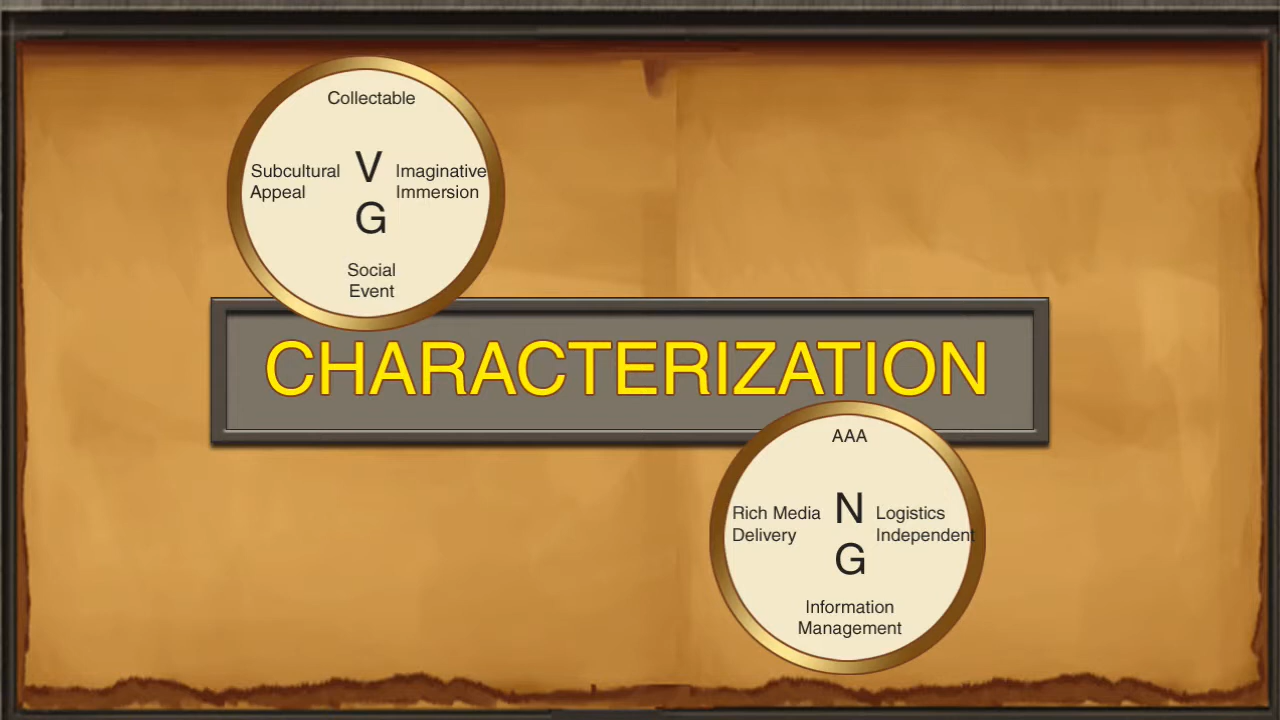 Collectable
Subcultural
Appeal
V
G
Imaginative
Immersion
Social
Event
CHARACTERIZATION
AAA
Rich Media
Delivery
N
G
Logistics
Independent
Information
Management